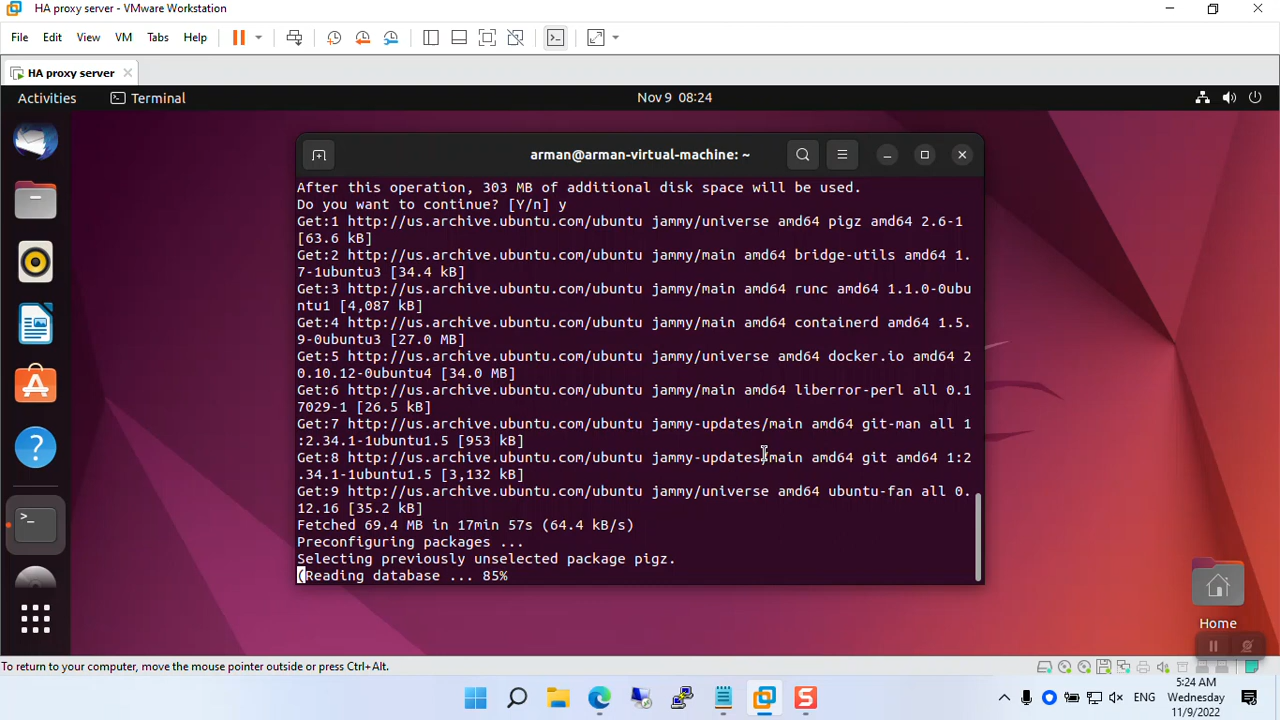 HA proxy server - VMware Workstation
File Edit View VM Tabs Help
HA proxy server
Activities Terminal Nov 9 08:24
arman@arman-virtual-machine: ~
After this operation, 303 MB of additional disk space will be used.
Do you want to continue? [Y/n] y
Get:1 http://us.archive.ubuntu.com/ubuntu jammy/universe amd64 pigz amd64 2.6-1
[63.6 kB]
Get:2 http://us.archive.ubuntu.com/ubuntu jammy/main amd64 bridge-utils amd64 1.
7-1ubuntu3 [34.4 kB]
Get:3 http://us.archive.ubuntu.com/ubuntu jammy/main amd64 runc amd64 1.1.0-0ubu
ntu1 [4,087 kB]
Get:4 http://us.archive.ubuntu.com/ubuntu jammy/main amd64 containerd amd64 1.5.
9-0ubuntu3 [27.0 MB]
Get:5 http://us.archive.ubuntu.com/ubuntu jammy/universe amd64 docker.io amd64 2
0.10.12-0ubuntu4 [34.0 MB]
Get:6 http://us.archive.ubuntu.com/ubuntu jammy/main amd64 liberror-perl all 0.1
7029-1 [26.5 kB]
Get:7 http://us.archive.ubuntu.com/ubuntu jammy-updates/main amd64 git-man all 1
:2.34.1-1ubuntu1.5 [953 kB]
Get:8 http://us.archive.ubuntu.com/ubuntu jammy-updates/main amd64 git amd64 1:2
.34.1-1ubuntu1.5 [3,132 kB]
Get:9 http://us.archive.ubuntu.com/ubuntu jammy/universe amd64 ubuntu-fan all 0.
12.16 [35.2 kB]
Fetched 69.4 MB in 17min 57s (64.4 kB/s)
Preconfiguring packages ...
Selecting previously unselected package pigz.
(Reading database ... 85%
Home
To return to your computer, move the mouse pointer outside or press Ctrl+Alt.
ENG
5:24 AM
Wednesday
11/9/2022